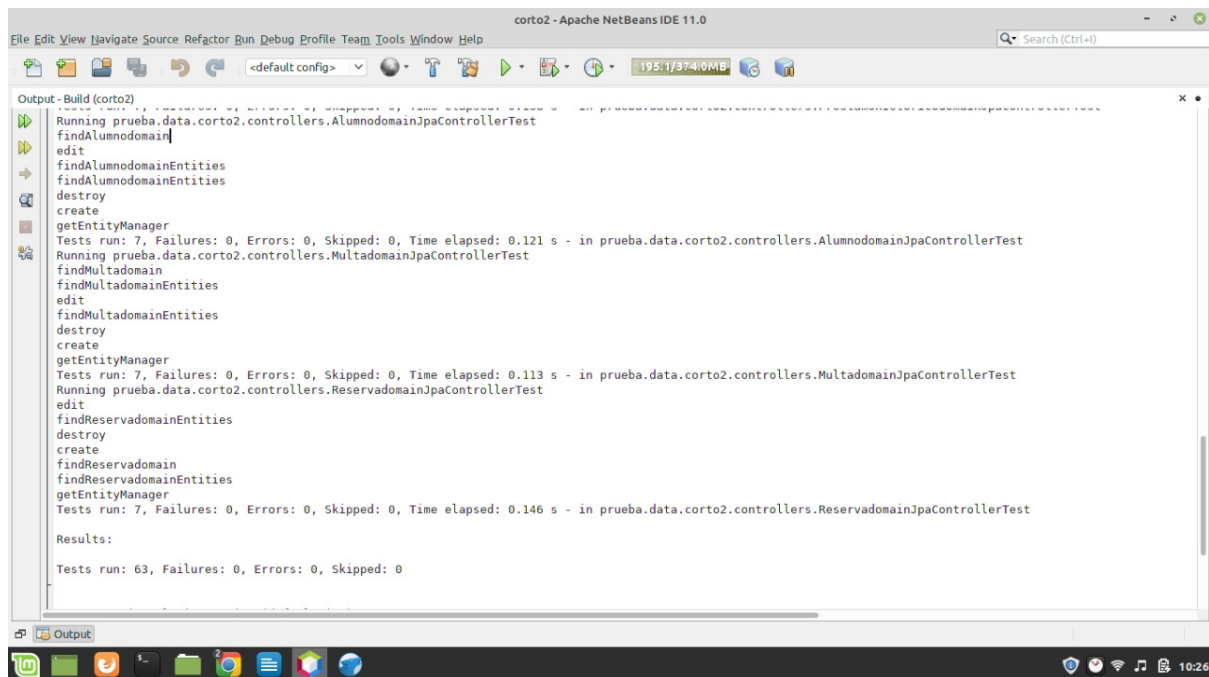 corto2 - Apache NetBeans IDE 11.0
File Edit View Navigate Source Refactor Run Debug Profile Team Tools Window Help
Search (Ctrl+I)
<default config>
195.1/374.0MB
Output - Build (corto2)
Running prueba.data.corto2.controllers.AlumnodomainJpaControllerTest
findAlumnodomain
edit
findAlumnodomainEntities
findAlumnodomainEntities
destroy
create
getEntityManager
Tests run: 7, Failures: 0, Errors: 0, Skipped: 0, Time elapsed: 0.121 s - in prueba.data.corto2.controllers.AlumnodomainJpaControllerTest
Running prueba.data.corto2.controllers.MultadomainJpaControllerTest
findMultadomain
findMultadomainEntities
edit
findMultadomainEntities
destroy
create
getEntityManager
Tests run: 7, Failures: 0, Errors: 0, Skipped: 0, Time elapsed: 0.113 s - in prueba.data.corto2.controllers.MultadomainJpaControllerTest
Running prueba.data.corto2.controllers.ReservadomainJpaControllerTest
edit
findReservadomainEntities
destroy
create
findReservadomain
findReservadomainEntities
getEntityManager
Tests run: 7, Failures: 0, Errors: 0, Skipped: 0, Time elapsed: 0.146 s - in prueba.data.corto2.controllers.ReservadomainJpaControllerTest
Results:
Tests run: 63, Failures: 0, Errors: 0, Skipped: 0
Output
2
10:26